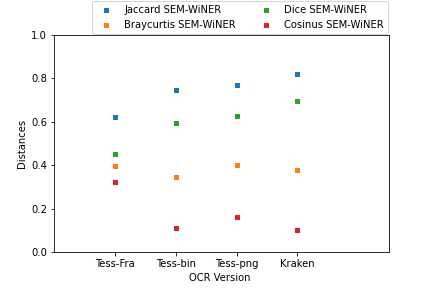 Jaccard SEM-WiNER
Braycurtis SEM-WiNER
Dice SEM-WiNER
Cosinus SEM-WiNER
1.0
0.8
0.6
0.4
0.2
0.0
Distances
Tess-Fra Tess-bin Tess-png Kraken
OCR Version